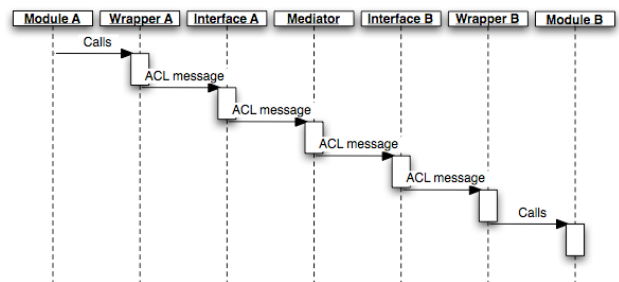 Module A
Wrapper A
Interface A
Mediator
Interface B
Wrapper B
Module B
Calls
ACL message
ACL message
ACL message
ACL message
Calls